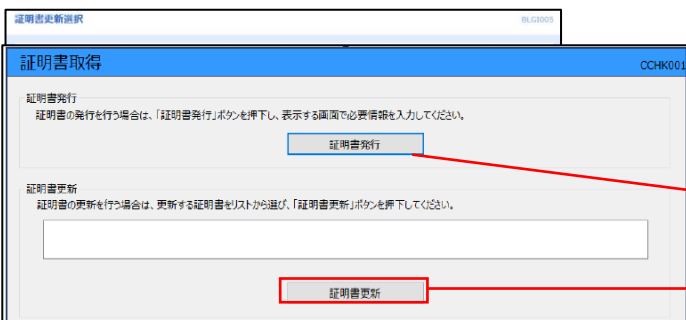 証明書更新選択
BLGI005
証明書取得
CCHK001
証明書発行
証明書の発行を行う場合は、「証明書発行」ボタンを押下し、表示する画面で必要情報を入力してください。
証明書発行
証明書更新
証明書の更新を行う場合は、更新する証明書をリストから選び、「証明書更新」ボタンを押下してください。
証明書更新